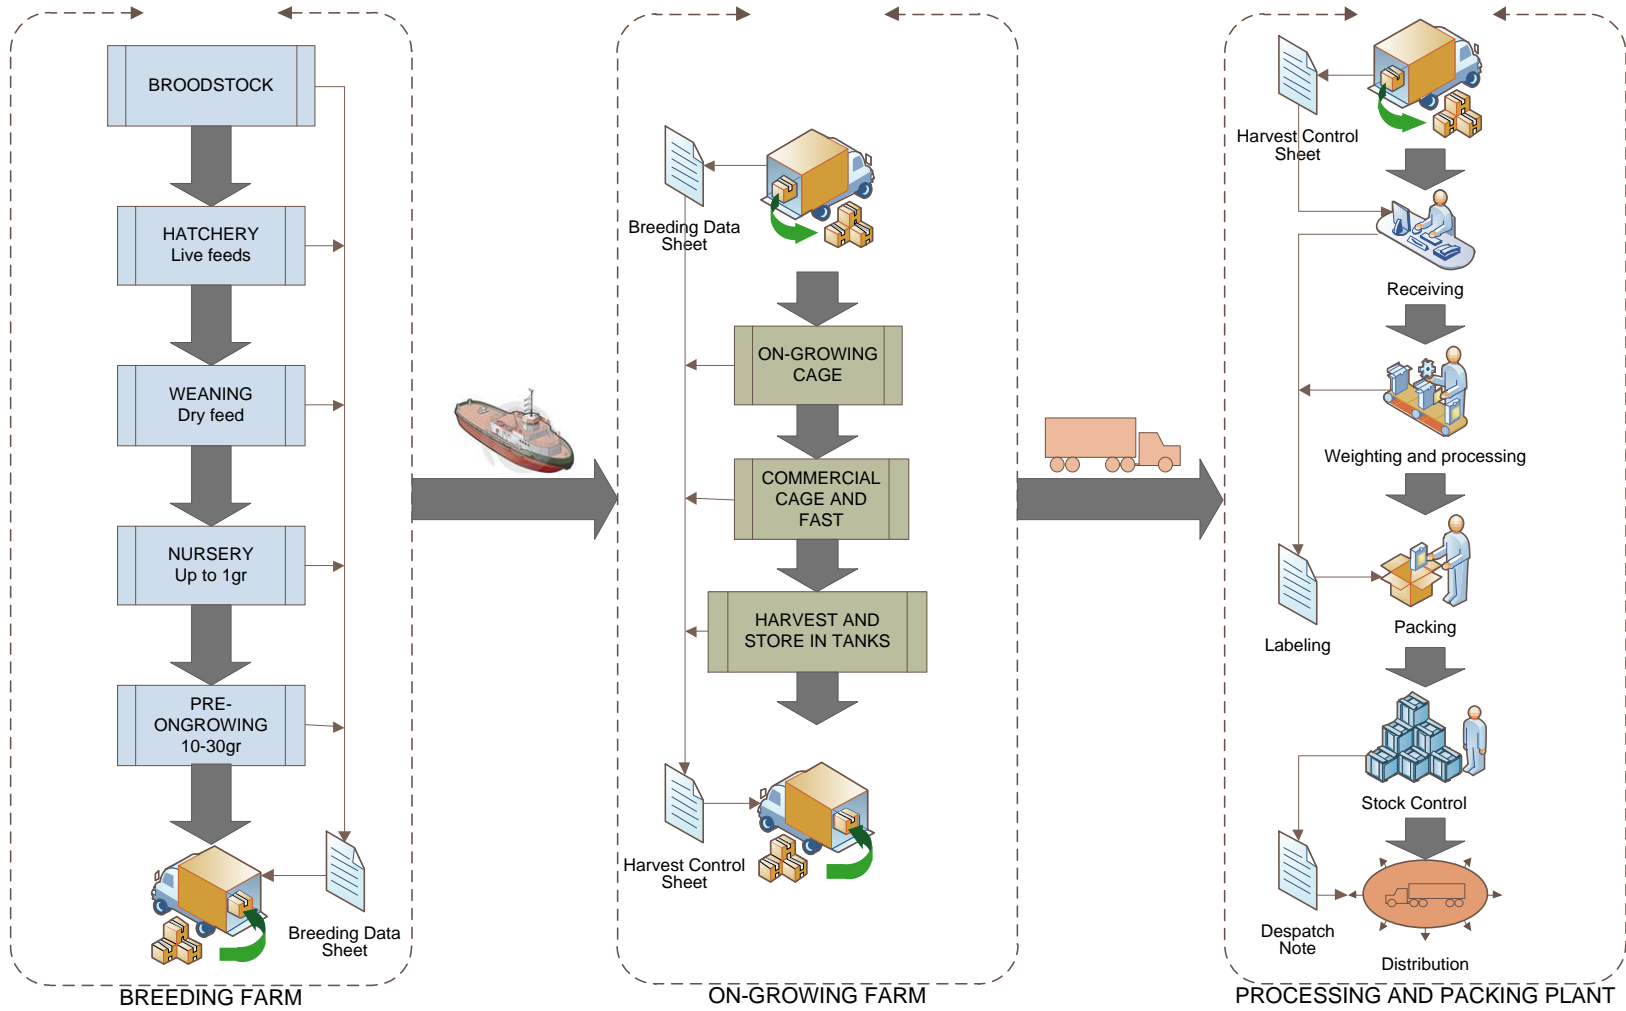 BROODSTOCK
HATCHERY
Live feeds
WEANING
Dry feed
NURSERY
Up to 1gr
PRE-
ONGROWING
10-30gr
Breeding Data
Sheet
BREEDING FARM
Breeding Data
Sheet
ON-GROWING
CAGE
COMMERCIAL
CAGE AND
FAST
HARVEST AND
STORE IN TANKS
Harvest Control
Sheet
ON-GROWING FARM
Harvest Control
Sheet
Receiving
Weighting and processing
Packing
Labeling
Stock Control
Despatch
Note
Distribution
PROCESSING AND PACKING PLANT